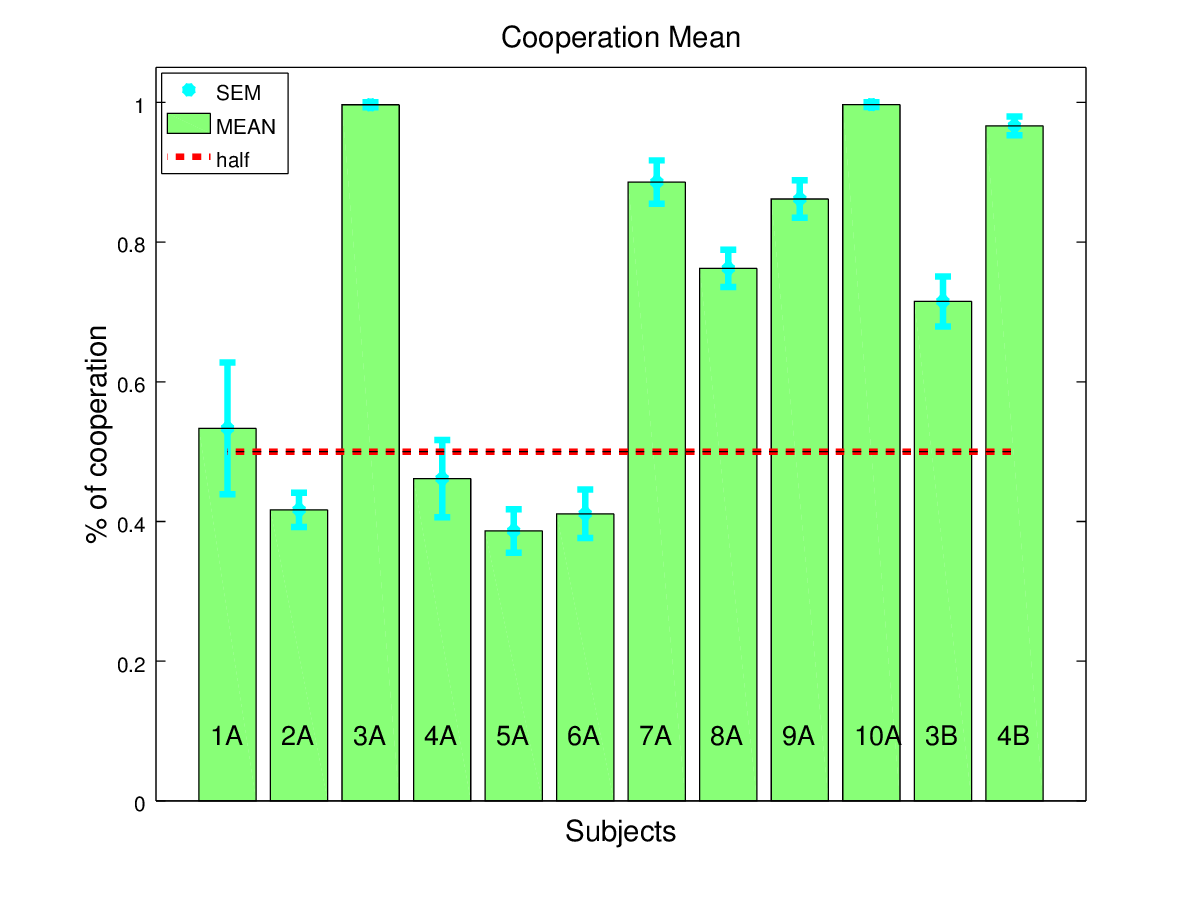 Cooperation Mean
SEM
MEAN
half
1
0.8
0.6
0.4
0.2
0
% of cooperation
1A 2A 3A 4A 5A 6A 7A 8A 9A 10A 3B 4B
Subjects